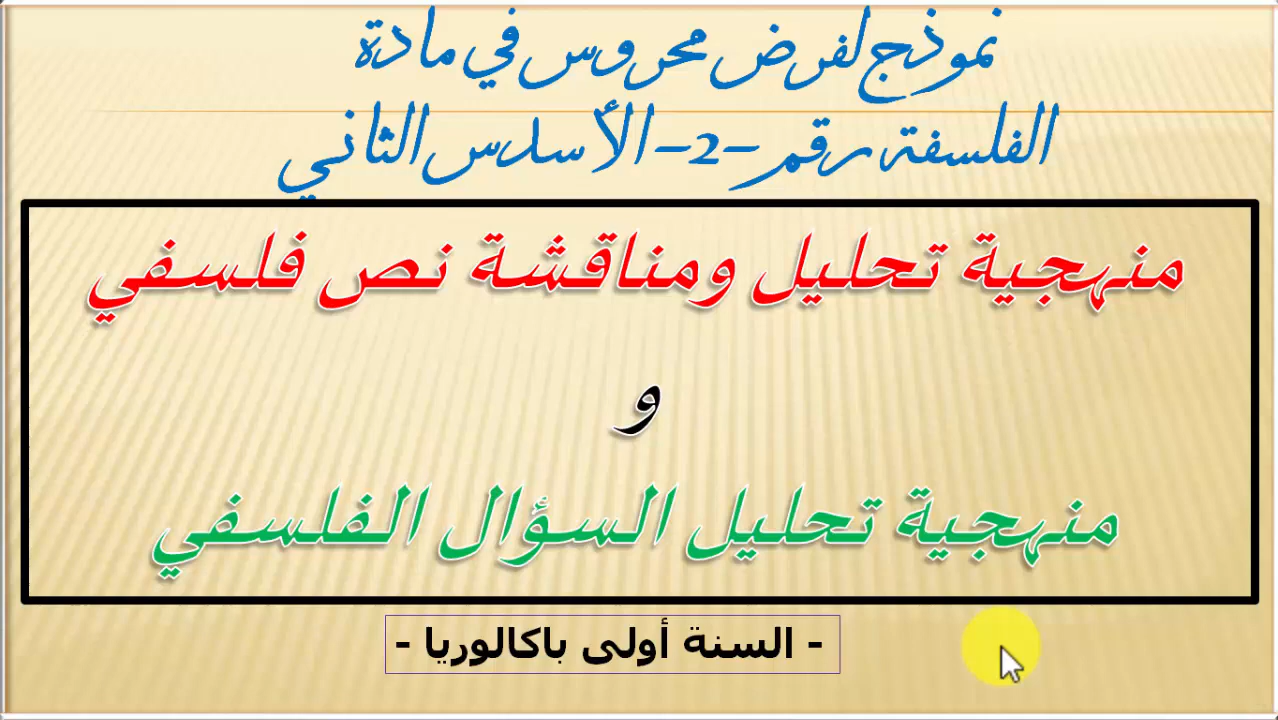 نموذج لفرض محروس في مادة
الفلسفة رقم -2- الأسدس الثاني
منهجية تحليل ومناقشة نص فلسفي
و
منهجية تحليل السؤال الفلسفي
- السنة أولى باكالوريا -